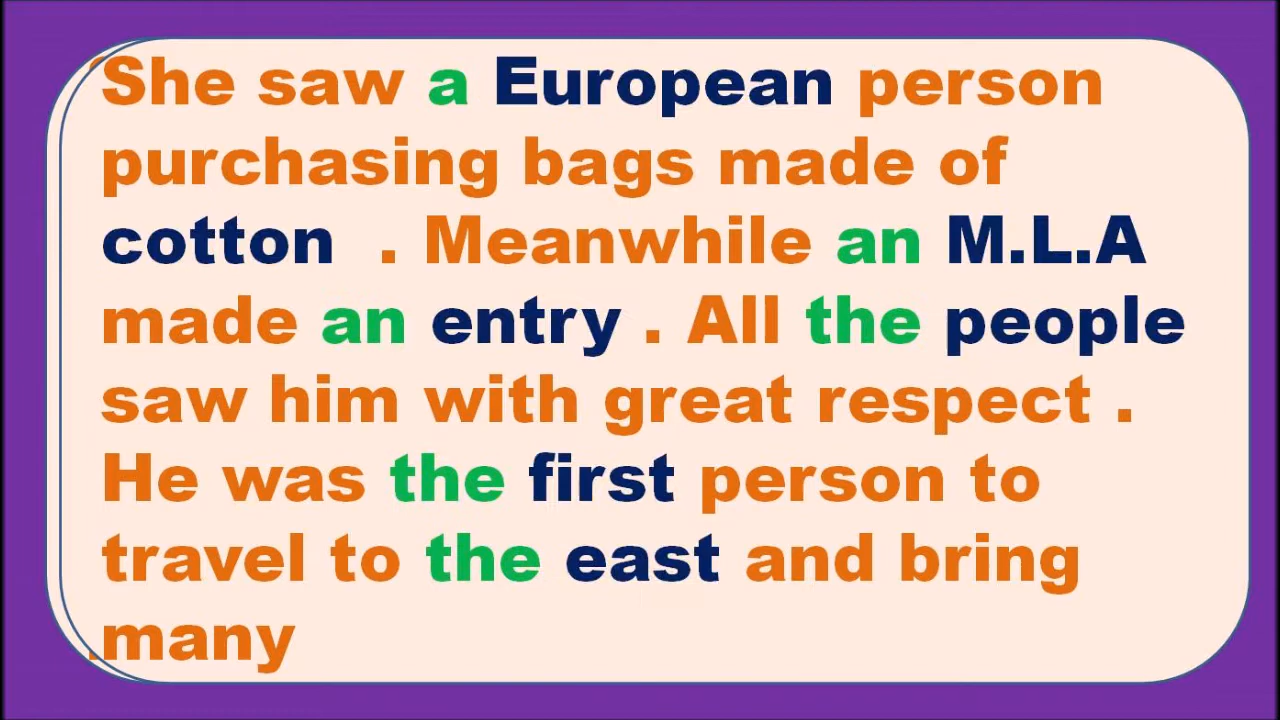 She saw a European person
purchasing bags made of
cotton . Meanwhile an M.L.A
made an entry . All the people
saw him with great respect .
He was the first person to
travel to the east and bring
many